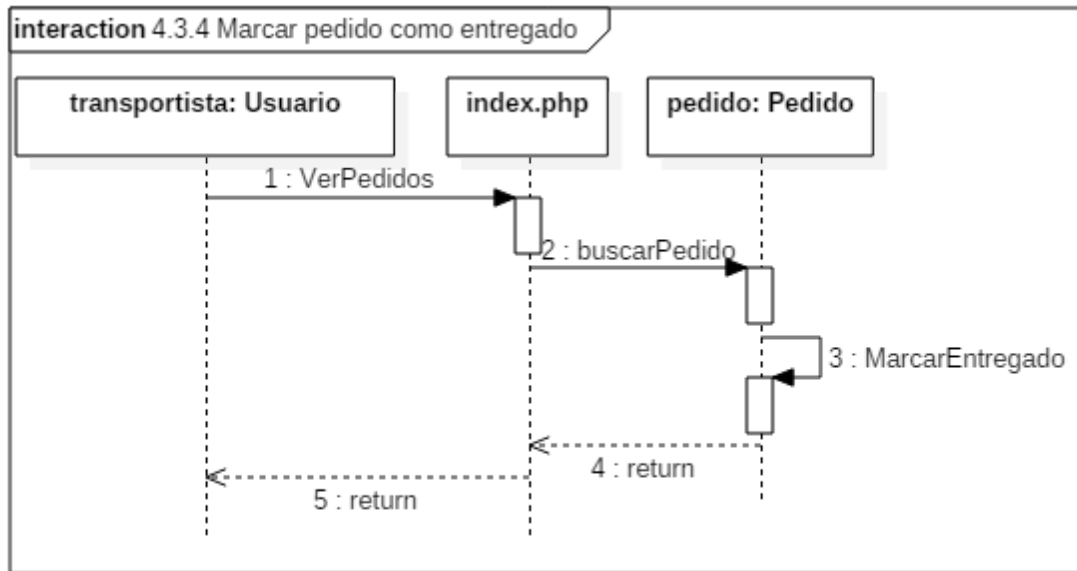 interaction 4.3.4 Marcar pedido como entregado
transportista: Usuario
index.php
pedido: Pedido
1 : VerPedidos
2 : buscarPedido
3 : MarcarEntregado
4 : return
5 : return